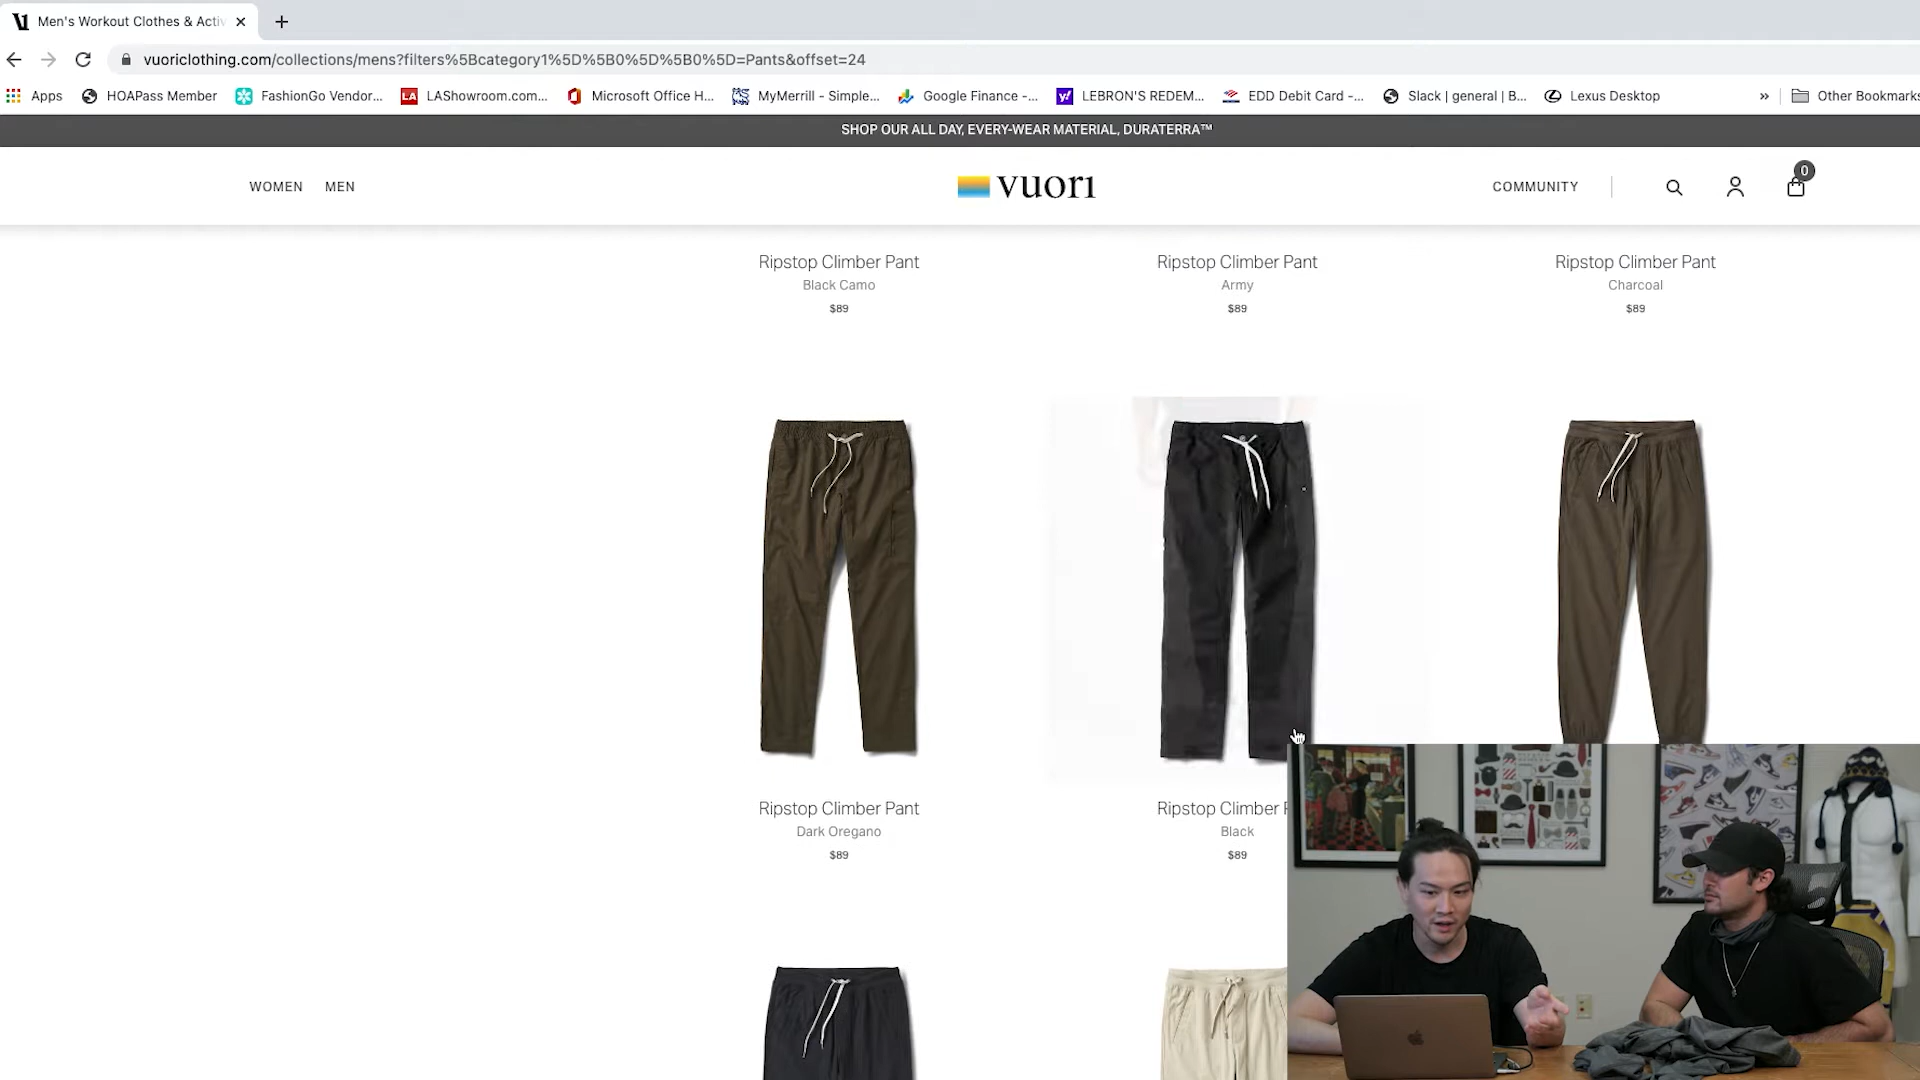 Men's Workout Clothes & Activ
vuoriclothing.com/collections/mens?filters%5Bcategory1%5D%5B0%5D%5B0%5D=Pants&offset=24
Apps HOAPass Member FashionGo Vendor... LAShowroom.com... Microsoft Office H... MyMerrill - Simple... Google Finance -... LEBRON'S REDEM... EDD Debit Card -... Slack | general | B... Lexus Desktop » Other Bookmarks
SHOP OUR ALL DAY, EVERY-WEAR MATERIAL, DURATERRA™
WOMEN MEN vuori COMMUNITY 0
Ripstop Climber Pant Ripstop Climber Pant Ripstop Climber Pant
Black Camo Army Charcoal
$89 $89 $89
Ripstop Climber Pant Ripstop Climber P
Dark Oregano Black
$89 $89